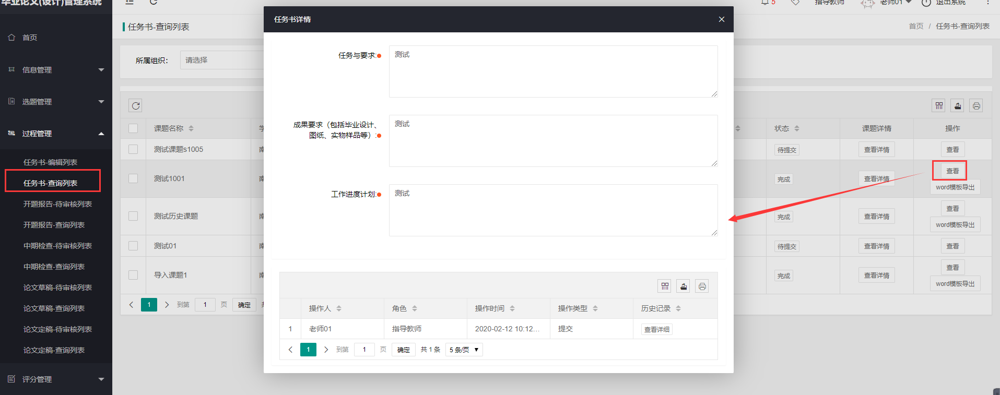 毕业论文(设计)管理系统
5
指导教师
老师01
退出系统
首页
信息管理
选题管理
过程管理
任务书-编辑列表
任务书-查询列表
开题报告-待审核列表
开题报告-查询列表
中期检查-待审核列表
中期检查-查询列表
论文草稿-待审核列表
论文草稿-查询列表
论文定稿-待审核列表
论文定稿-查询列表
评分管理
任务书-查询列表
首页 / 任务书-查询列表
所属组织：
请选择
课题名称
学
状态
课题详情
操作
测试课题s1005
南
待提交
查看详情
查看
测试1001
南
完成
查看详情
查看
word模板导出
测试历史课题
南
完成
查看详情
查看
word模板导出
测试01
南
待提交
查看详情
查看
导入课题1
南
完成
查看详情
查看
word模板导出
1
到第
1
页
确定
任务书详情
任务与要求:
测试
成果要求（包括毕业设计、
图纸、实物样品等）:
测试
工作进度计划:
测试
操作人
角色
操作时间
操作类型
历史记录
1
老师01
指导教师
2020-02-12 10:12...
提交
查看详细
1
到第
1
页
确定
共 1 条
5 条/页